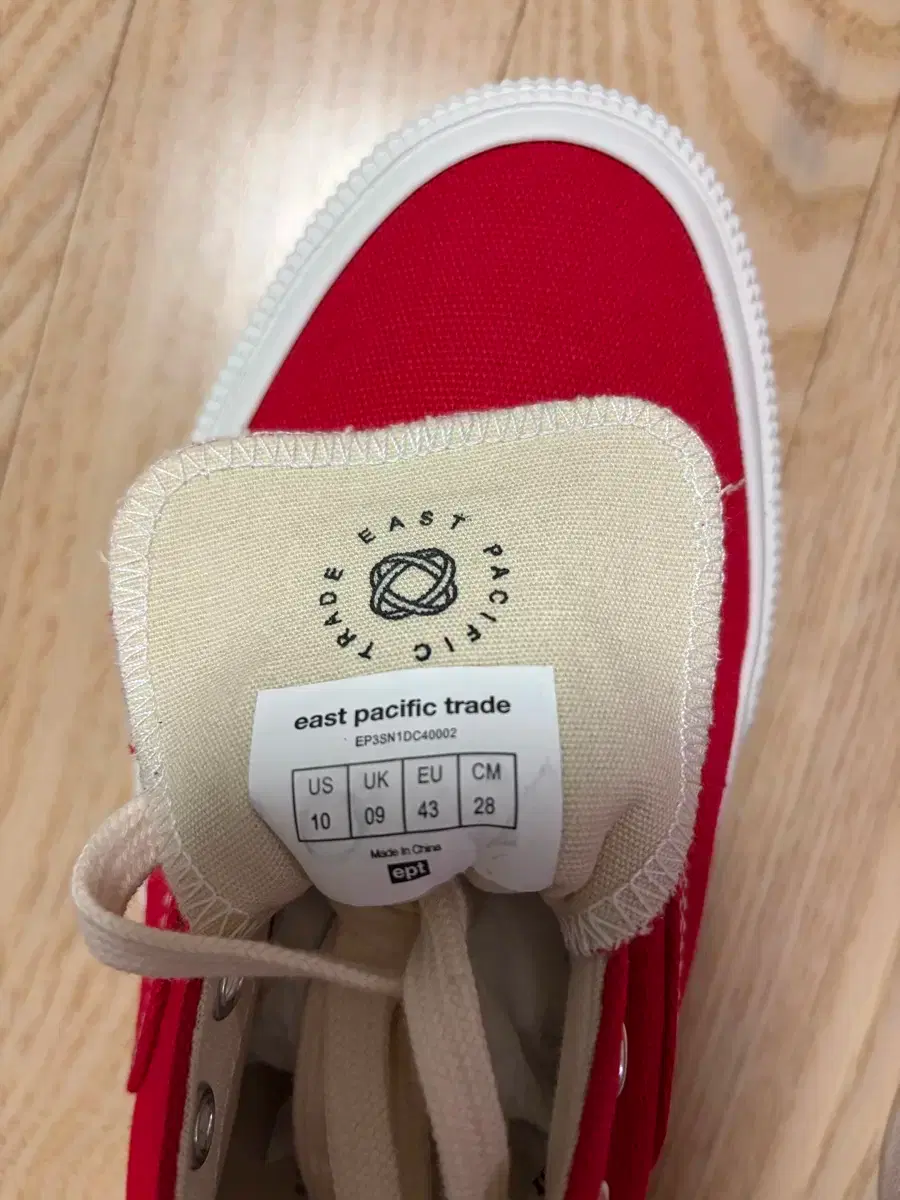 EAST PACIFIC TRADE
east pacific trade
EP3SN1DC40002
US UK EU CM
10 09 43 28
Made In China
ept